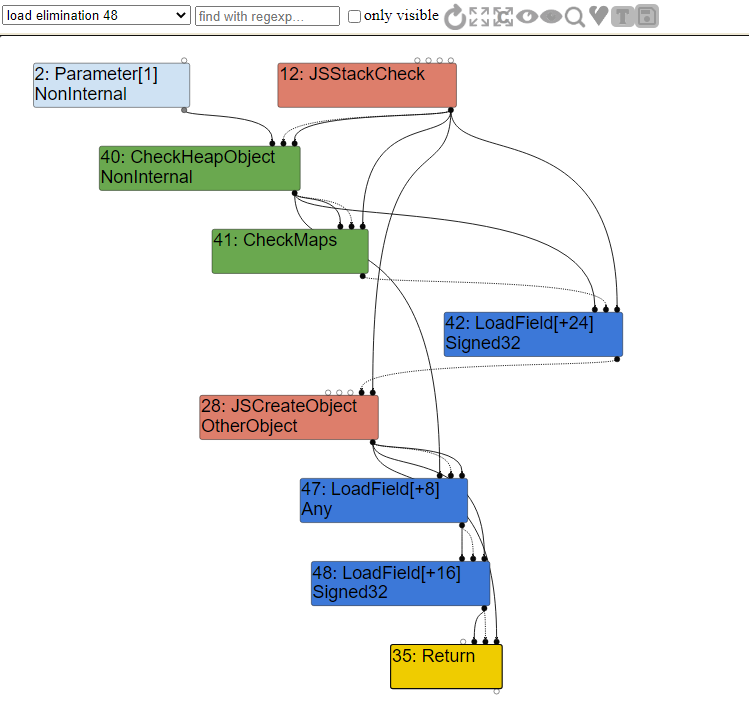 load elimination 48
find with regexp...
only visible
T
2: Parameter[1]
NonInternal
12: JSStackCheck
40: CheckHeapObject
NonInternal
41: CheckMaps
42: LoadField[+24]
Signed32
28: JSCreateObject
OtherObject
47: LoadField[+8]
Any
48: LoadField[+16]
Signed32
35: Return